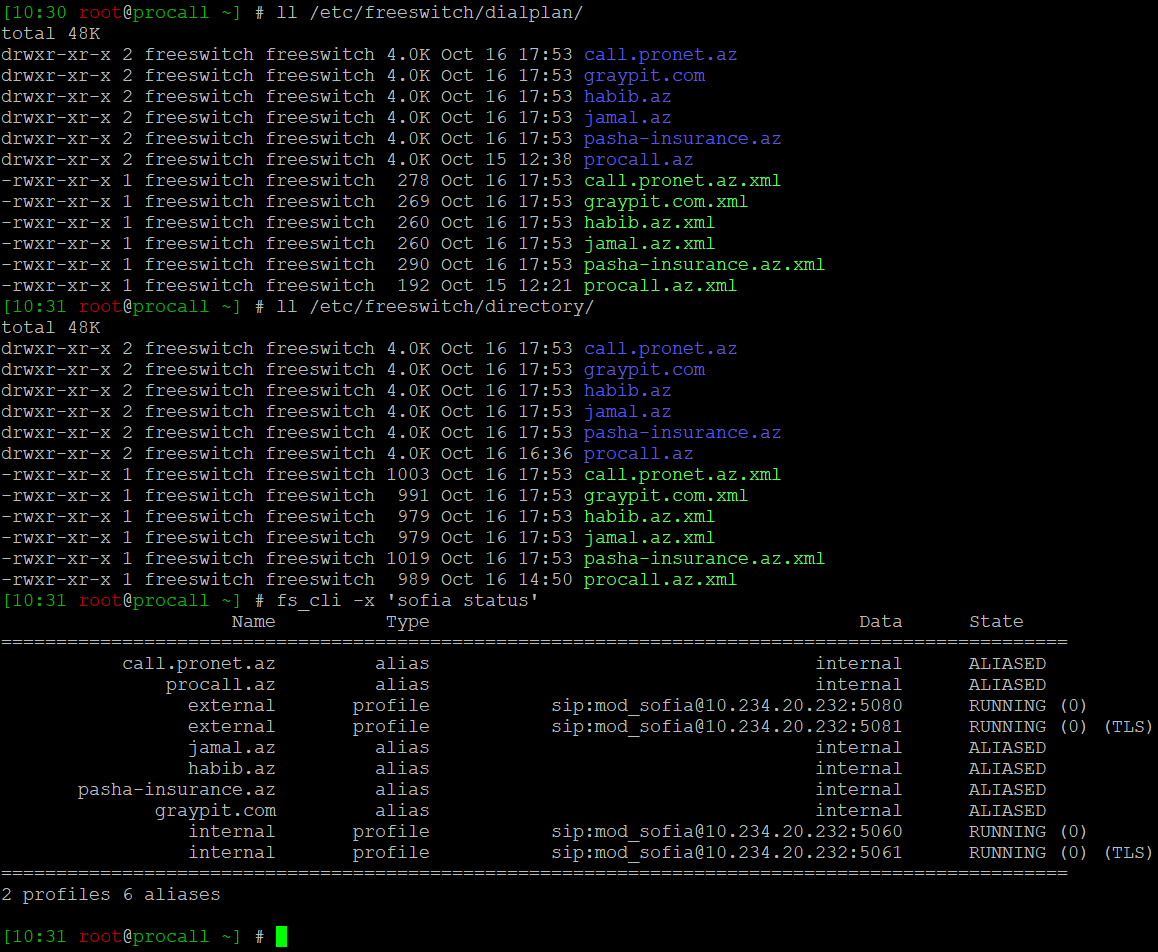 [10:30 root@procall ~] # ll /etc/freeswitch/dialplan/
total 48K
drwxr-xr-x 2 freeswitch freeswitch 4.0K Oct 16 17:53 call.pronet.az
drwxr-xr-x 2 freeswitch freeswitch 4.0K Oct 16 17:53 graypit.com
drwxr-xr-x 2 freeswitch freeswitch 4.0K Oct 16 17:53 habib.az
drwxr-xr-x 2 freeswitch freeswitch 4.0K Oct 16 17:53 jamal.az
drwxr-xr-x 2 freeswitch freeswitch 4.0K Oct 16 17:53 pasha-insurance.az
drwxr-xr-x 2 freeswitch freeswitch 4.0K Oct 15 12:38 procall.az
-rwxr-xr-x 1 freeswitch freeswitch  278 Oct 16 17:53 call.pronet.az.xml
-rwxr-xr-x 1 freeswitch freeswitch  269 Oct 16 17:53 graypit.com.xml
-rwxr-xr-x 1 freeswitch freeswitch  260 Oct 16 17:53 habib.az.xml
-rwxr-xr-x 1 freeswitch freeswitch  260 Oct 16 17:53 jamal.az.xml
-rwxr-xr-x 1 freeswitch freeswitch  290 Oct 16 17:53 pasha-insurance.az.xml
-rwxr-xr-x 1 freeswitch freeswitch  192 Oct 15 12:21 procall.az.xml
[10:31 root@procall ~] # ll /etc/freeswitch/directory/
total 48K
drwxr-xr-x 2 freeswitch freeswitch 4.0K Oct 16 17:53 call.pronet.az
drwxr-xr-x 2 freeswitch freeswitch 4.0K Oct 16 17:53 graypit.com
drwxr-xr-x 2 freeswitch freeswitch 4.0K Oct 16 17:53 habib.az
drwxr-xr-x 2 freeswitch freeswitch 4.0K Oct 16 17:53 jamal.az
drwxr-xr-x 2 freeswitch freeswitch 4.0K Oct 16 17:53 pasha-insurance.az
drwxr-xr-x 2 freeswitch freeswitch 4.0K Oct 16 16:36 procall.az
-rwxr-xr-x 1 freeswitch freeswitch 1003 Oct 16 17:53 call.pronet.az.xml
-rwxr-xr-x 1 freeswitch freeswitch  991 Oct 16 17:53 graypit.com.xml
-rwxr-xr-x 1 freeswitch freeswitch  979 Oct 16 17:53 habib.az.xml
-rwxr-xr-x 1 freeswitch freeswitch  979 Oct 16 17:53 jamal.az.xml
-rwxr-xr-x 1 freeswitch freeswitch 1019 Oct 16 17:53 pasha-insurance.az.xml
-rwxr-xr-x 1 freeswitch freeswitch  989 Oct 16 14:50 procall.az.xml
[10:31 root@procall ~] # fs_cli -x 'sofia status'
Name Type Data State
=================================================================================================
call.pronet.az alias internal ALIASED
procall.az alias internal ALIASED
external profile sip:mod_sofia@10.234.20.232:5080 RUNNING (0)
external profile sip:mod_sofia@10.234.20.232:5081 RUNNING (0) (TLS)
jamal.az alias internal ALIASED
habib.az alias internal ALIASED
pasha-insurance.az alias internal ALIASED
graypit.com alias internal ALIASED
internal profile sip:mod_sofia@10.234.20.232:5060 RUNNING (0)
internal profile sip:mod_sofia@10.234.20.232:5061 RUNNING (0) (TLS)
=================================================================================================
2 profiles 6 aliases
[10:31 root@procall ~] #